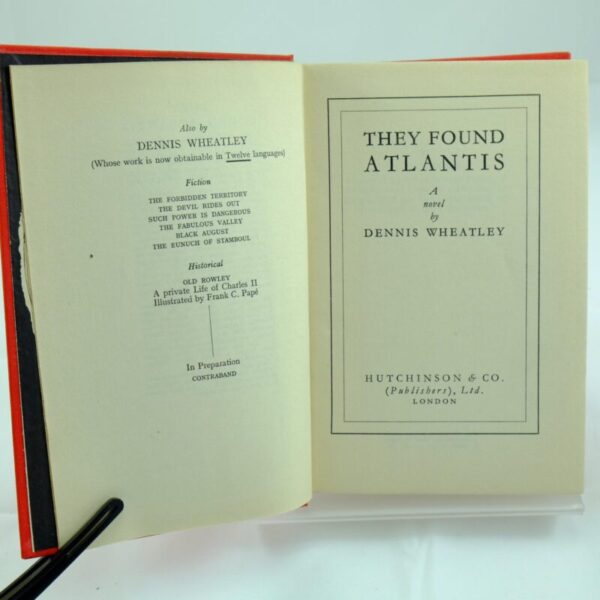 Also by
DENNIS WHEATLEY
(Whose work is now obtainable in Twelve languages)
Fiction
THE FORBIDDEN TERRITORY
THE DEVIL RIDES OUT
SUCH POWER IS DANGEROUS
THE FABULOUS VALLEY
BLACK AUGUST
THE EUNUCH OF STAMBOUL
Historical
OLD ROWLEY
A private Life of Charles II
Illustrated by Frank C. Papé
In Preparation
CONTRABAND
THEY FOUND
ATLANTIS
A
novel
by
DENNIS WHEATLEY
HUTCHINSON & CO.
(Publishers), Ltd.
LONDON